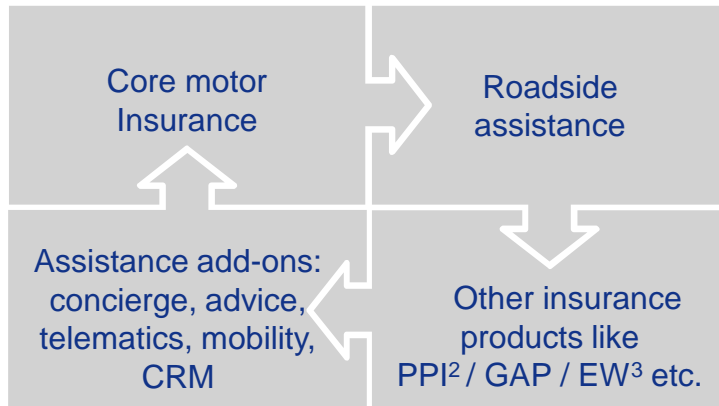 Core motor
Insurance
Roadside
assistance
Assistance add-ons:
concierge, advice,
telematics, mobility,
CRM
Other insurance
products like
PPI² / GAP / EW³ etc.